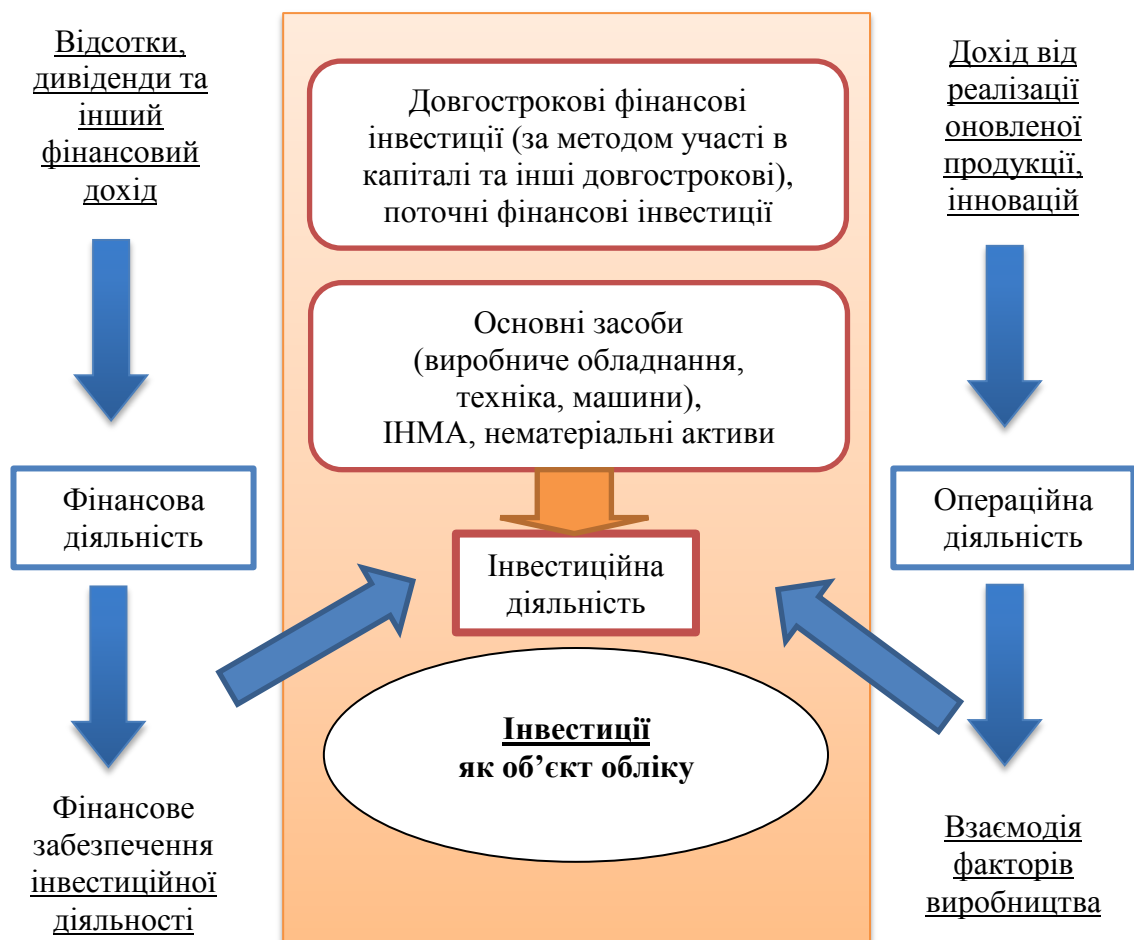 Відсотки,
дивіденди та
інший
фінансовий
дохід
Довгострокові фінансові
інвестиції (за методом участі в
капіталі та інші довгострокові),
поточні фінансові інвестиції
Дохід від
реалізації
оновленої
продукції,
інновацій
Основні засоби
(виробниче обладнання,
техніка, машини),
ІНМА, нематеріальні активи
Фінансова
діяльність
Інвестиційна
діяльність
Операційна
діяльність
Інвестиції
як об’єкт обліку
Фінансове
забезпечення
інвестиційної
діяльності
Взаємодія
факторів
виробництва